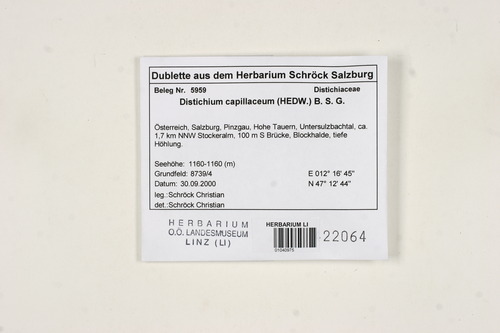 Dublette aus dem Herbarium Schröck Salzburg
Beleg Nr. 5959 Distichiaceae
Distichium capillaceum (HEDW.) B. S. G.
Österreich, Salzburg, Pinzgau, Hohe Tauern, Untersulzbachtal, ca.
1,7 km NNW Stockeralm, 100 m S Brücke, Blockhalde, tiefe
Höhlung.
Seehöhe: 1160-1160 (m)
Grundfeld: 8739/4 E 012° 16' 45"
Datum: 30.09.2000 N 47° 12' 44"
leg.:Schröck Christian
det.:Schröck Christian
HERBARIUM
O.Ö. LANDESMUSEUM
LINZ (LI)
HERBARIUM LI
22064
01040975